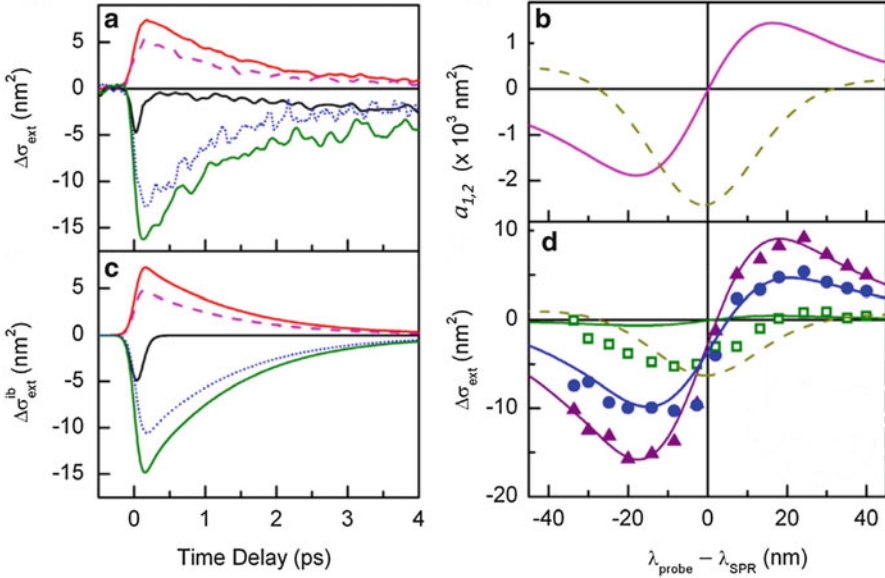 a
5
0
-5
-10
-15
Δσext (nm²)
b
1
0
-1
-2
a1,2 (x 10³ nm²)
c
5
0
-5
-10
-15
Δσ^ib_ext (nm²)
0 1 2 3 4
Time Delay (ps)
d
10
0
-10
-20
Δσext (nm²)
-40 -20 0 20 40
λprobe − λSPR (nm)